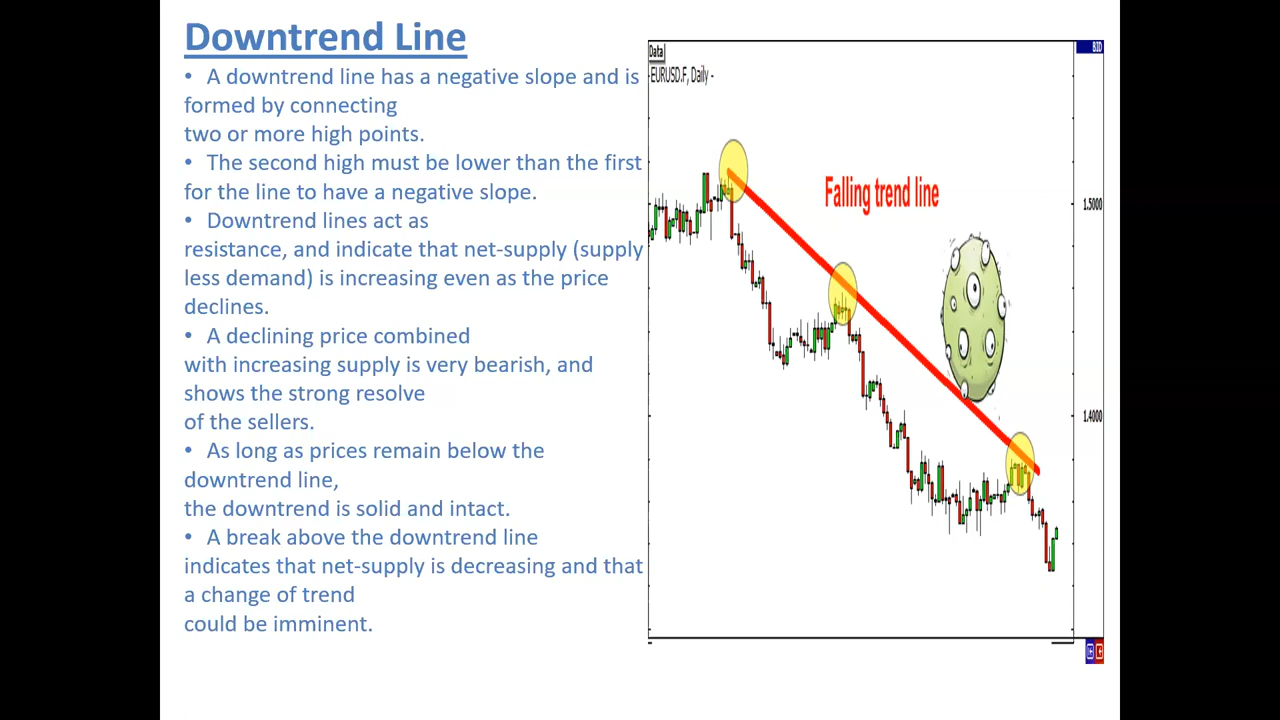 Downtrend Line
• A downtrend line has a negative slope and is
formed by connecting
two or more high points.
• The second high must be lower than the first
for the line to have a negative slope.
• Downtrend lines act as
resistance, and indicate that net-supply (supply
less demand) is increasing even as the price
declines.
• A declining price combined
with increasing supply is very bearish, and
shows the strong resolve
of the sellers.
• As long as prices remain below the
downtrend line,
the downtrend is solid and intact.
• A break above the downtrend line
indicates that net-supply is decreasing and that
a change of trend
could be imminent.
Data
BID
EURUSD.F, Daily -
Falling trend line
1.5000
1.4000